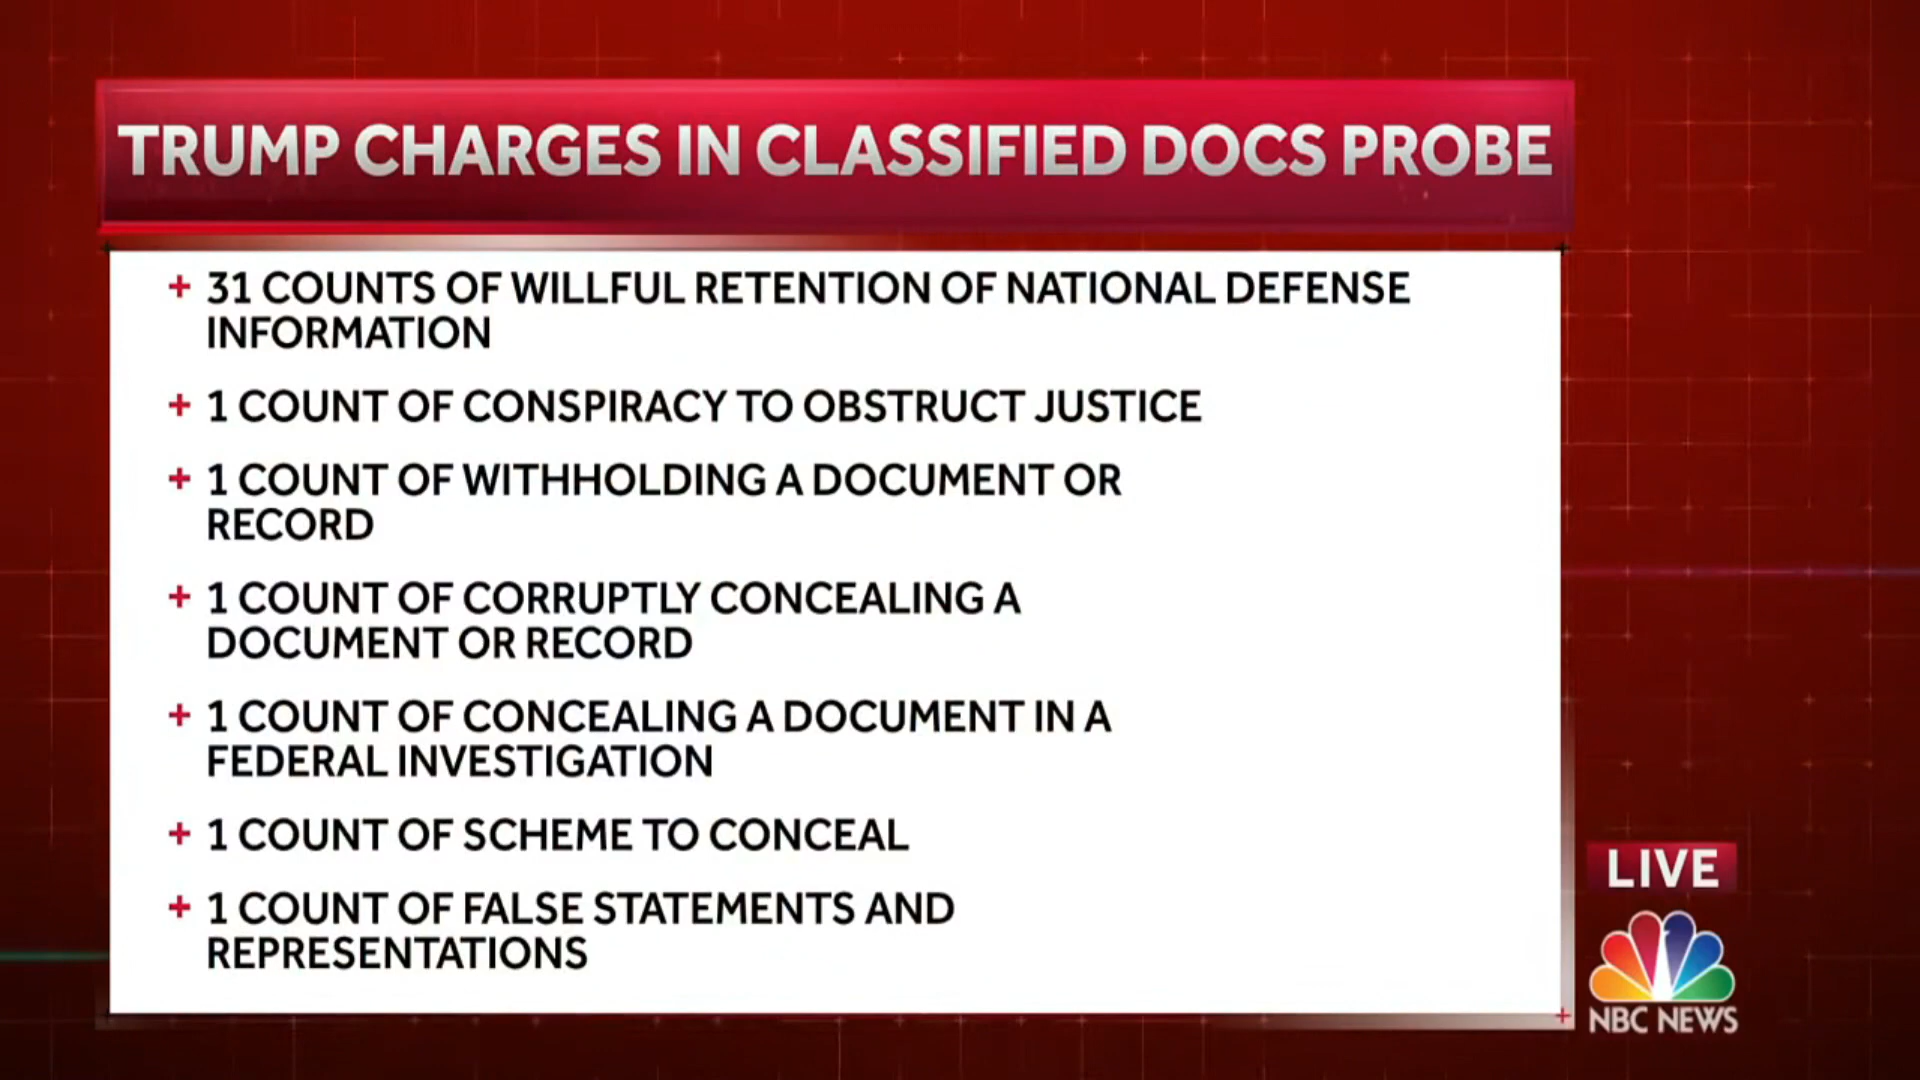 TRUMP CHARGES IN CLASSIFIED DOCS PROBE
+ 31 COUNTS OF WILLFUL RETENTION OF NATIONAL DEFENSE
INFORMATION
+ 1 COUNT OF CONSPIRACY TO OBSTRUCT JUSTICE
+ 1 COUNT OF WITHHOLDING A DOCUMENT OR
RECORD
+ 1 COUNT OF CORRUPTLY CONCEALING A
DOCUMENT OR RECORD
+ 1 COUNT OF CONCEALING A DOCUMENT IN A
FEDERAL INVESTIGATION
+ 1 COUNT OF SCHEME TO CONCEAL
+ 1 COUNT OF FALSE STATEMENTS AND
REPRESENTATIONS
LIVE
NBC NEWS